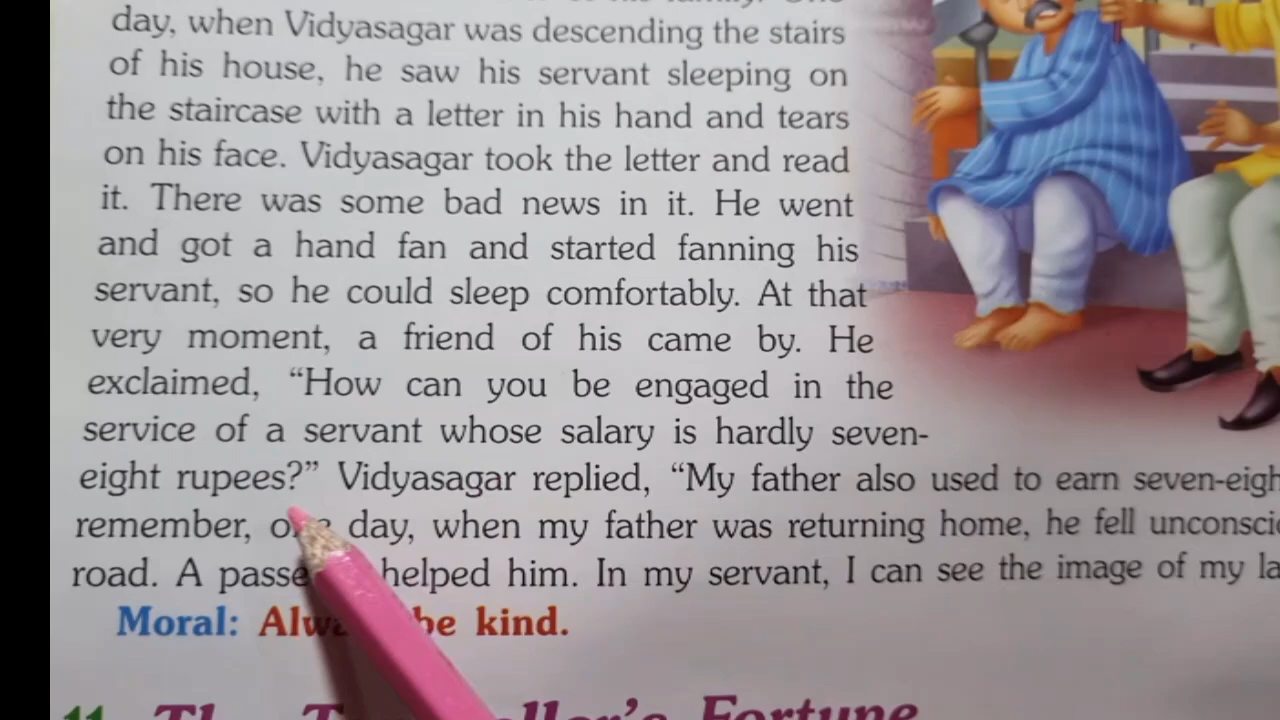 day, when Vidyasagar was descending the stairs
of his house, he saw his servant sleeping on
the staircase with a letter in his hand and tears
on his face. Vidyasagar took the letter and read
it. There was some bad news in it. He went
and got a hand fan and started fanning his
servant, so he could sleep comfortably. At that
very moment, a friend of his came by. He
exclaimed, “How can you be engaged in the
service of a servant whose salary is hardly seven-
eight rupees?” Vidyasagar replied, “My father also used to earn seven-eigh
remember, day, when my father was returning home, he fell
road. A helped him. In my servant, I can see the image of my
Moral: be kind.
11 Fortune